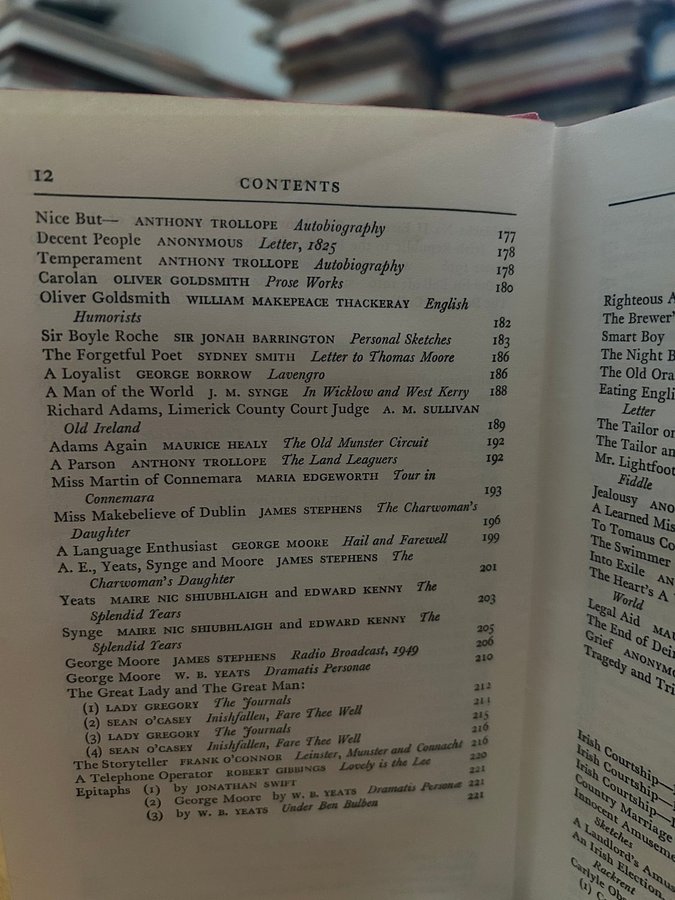 12
CONTENTS
Nice But— ANTHONY TROLLOPE Autobiography 177
Decent People ANONYMOUS Letter, 1825 178
Temperament ANTHONY TROLLOPE Autobiography 178
Carolan OLIVER GOLDSMITH Prose Works 180
Oliver Goldsmith WILLIAM MAKEPEACE THACKERAY English
Humorists 182
Sir Boyle Roche SIR JONAH BARRINGTON Personal Sketches 183
The Forgetful Poet SYDNEY SMITH Letter to Thomas Moore 186
A Loyalist GEORGE BORROW Lavengro 186
A Man of the World J. M. SYNGE In Wicklow and West Kerry 188
Richard Adams, Limerick County Court Judge A. M. SULLIVAN
Old Ireland 189
Adams Again MAURICE HEALY The Old Munster Circuit 192
A Parson ANTHONY TROLLOPE The Land Leaguers 192
Miss Martin of Connemara MARIA EDGEWORTH Tour in
Connemara 193
Miss Makebelieve of Dublin JAMES STEPHENS The Charwoman's
Daughter 196
A Language Enthusiast GEORGE MOORE Hail and Farewell 199
A. E., Yeats, Synge and Moore JAMES STEPHENS The
Charwoman's Daughter 201
Yeats MAIRE NIC SHIUBHLAIGH and EDWARD KENNY The
Splendid Years 203
Synge MAIRE NIC SHIUBHLAIGH and EDWARD KENNY The
Splendid Years 205
George Moore JAMES STEPHENS Radio Broadcast, 1949 206
George Moore W. B. YEATS Dramatis Personae 210
The Great Lady and The Great Man:
(1) LADY GREGORY The Journals 212
(2) SEAN O'CASEY Inishfallen, Fare Thee Well 214
(3) LADY GREGORY The Journals 215
(4) SEAN O'CASEY Inishfallen, Fare Thee Well 216
The Storyteller FRANK O'CONNOR Leinster, Munster and Connacht 216
A Telephone Operator ROBERT GIBBINGS Lovely is the Lee 220
Epitaphs (1) by JONATHAN SWIFT 221
(2) George Moore by W. B. YEATS Dramatis Personae 221
(3) by W. B. YEATS Under Ben Bulben 221
Righteous
The Brewer's
Smart Boy
The Night
The Old
Eating
Letter
The Tailor
The Tailor
Mr. Lightfoot
Fiddle
Jealousy
A Learned
To Tomaus
The Swimmer
Into Exile
The Heart's A
World
Legal Aid
The End of
Grief
Tragedy and
Irish Courtship—
Irish Courtship—
Irish Courtship—
Country Marriage
Innocent
Sketches
A Landlord's
An Irish Election
Rackrent
Carlyle
(1)